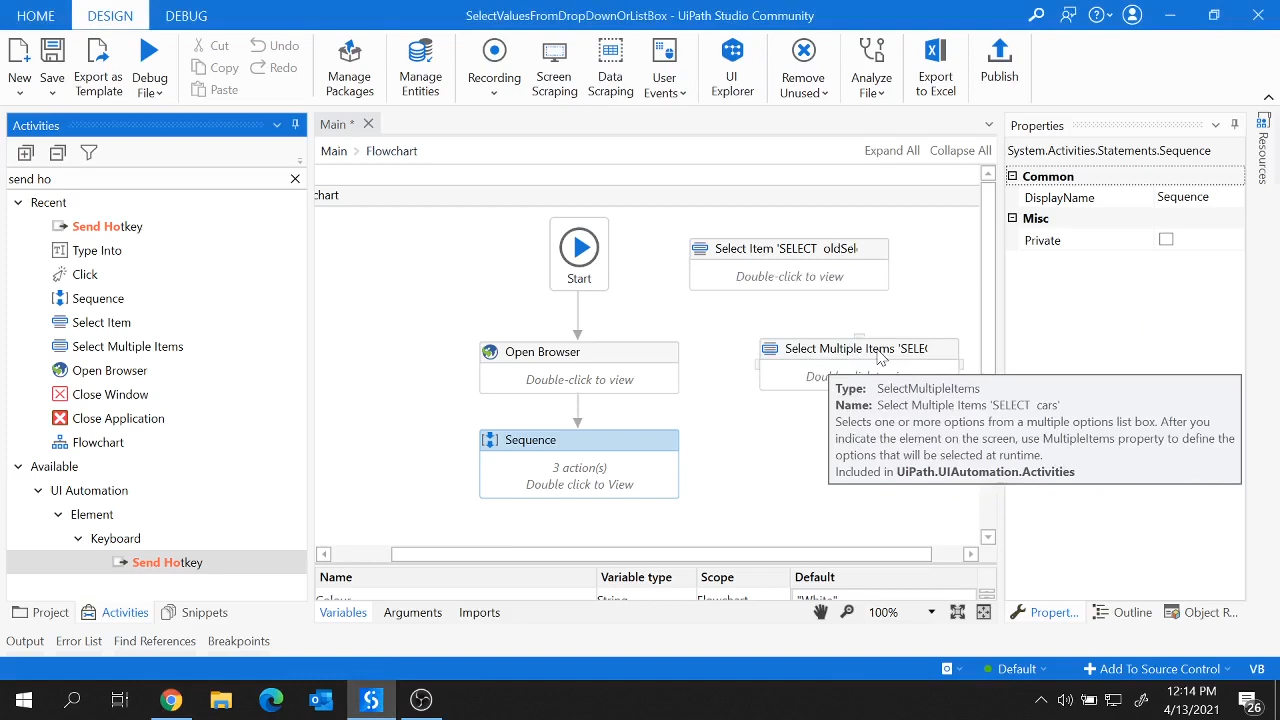 HOME
DESIGN
DEBUG
SelectValuesFromDropDownOrListBox - UiPath Studio Community
New
Save
Export as
Template
Debug
File
Cut
Copy
Paste
Undo
Redo
Manage
Packages
Manage
Entities
Recording
Screen
Scraping
Data
Scraping
User
Events
UI
Explorer
Remove
Unused
Analyze
File
Export
to Excel
Publish
Activities
send ho
Recent
Send Hotkey
Type Into
Click
Sequence
Select Item
Select Multiple Items
Open Browser
Close Window
Close Application
Flowchart
Available
UI Automation
Element
Keyboard
Send Hotkey
Project
Activities
Snippets
Main *
Main > Flowchart
Expand All
Collapse All
chart
Start
Open Browser
Double-click to view
Sequence
3 action(s)
Double click to View
Select Item 'SELECT oldSel
Double-click to view
Select Multiple Items 'SELE
Type: SelectMultipleItems
Name: Select Multiple Items 'SELECT cars'
Selects one or more options from a multiple options list box. After you
indicate the element on the screen, use MultipleItems property to define the
options that will be selected at runtime.
Included in UiPath.UIAutomation.Activities
Name
Variable type
Scope
Default
Colour
String
Flowchart
"White"
Variables
Arguments
Imports
100%
Properties
System.Activities.Statements.Sequence
Common
DisplayName
Sequence
Misc
Private
Resources
Propert...
Outline
Object R...
Output
Error List
Find References
Breakpoints
Default
Add To Source Control
VB
12:14 PM
4/13/2021
26